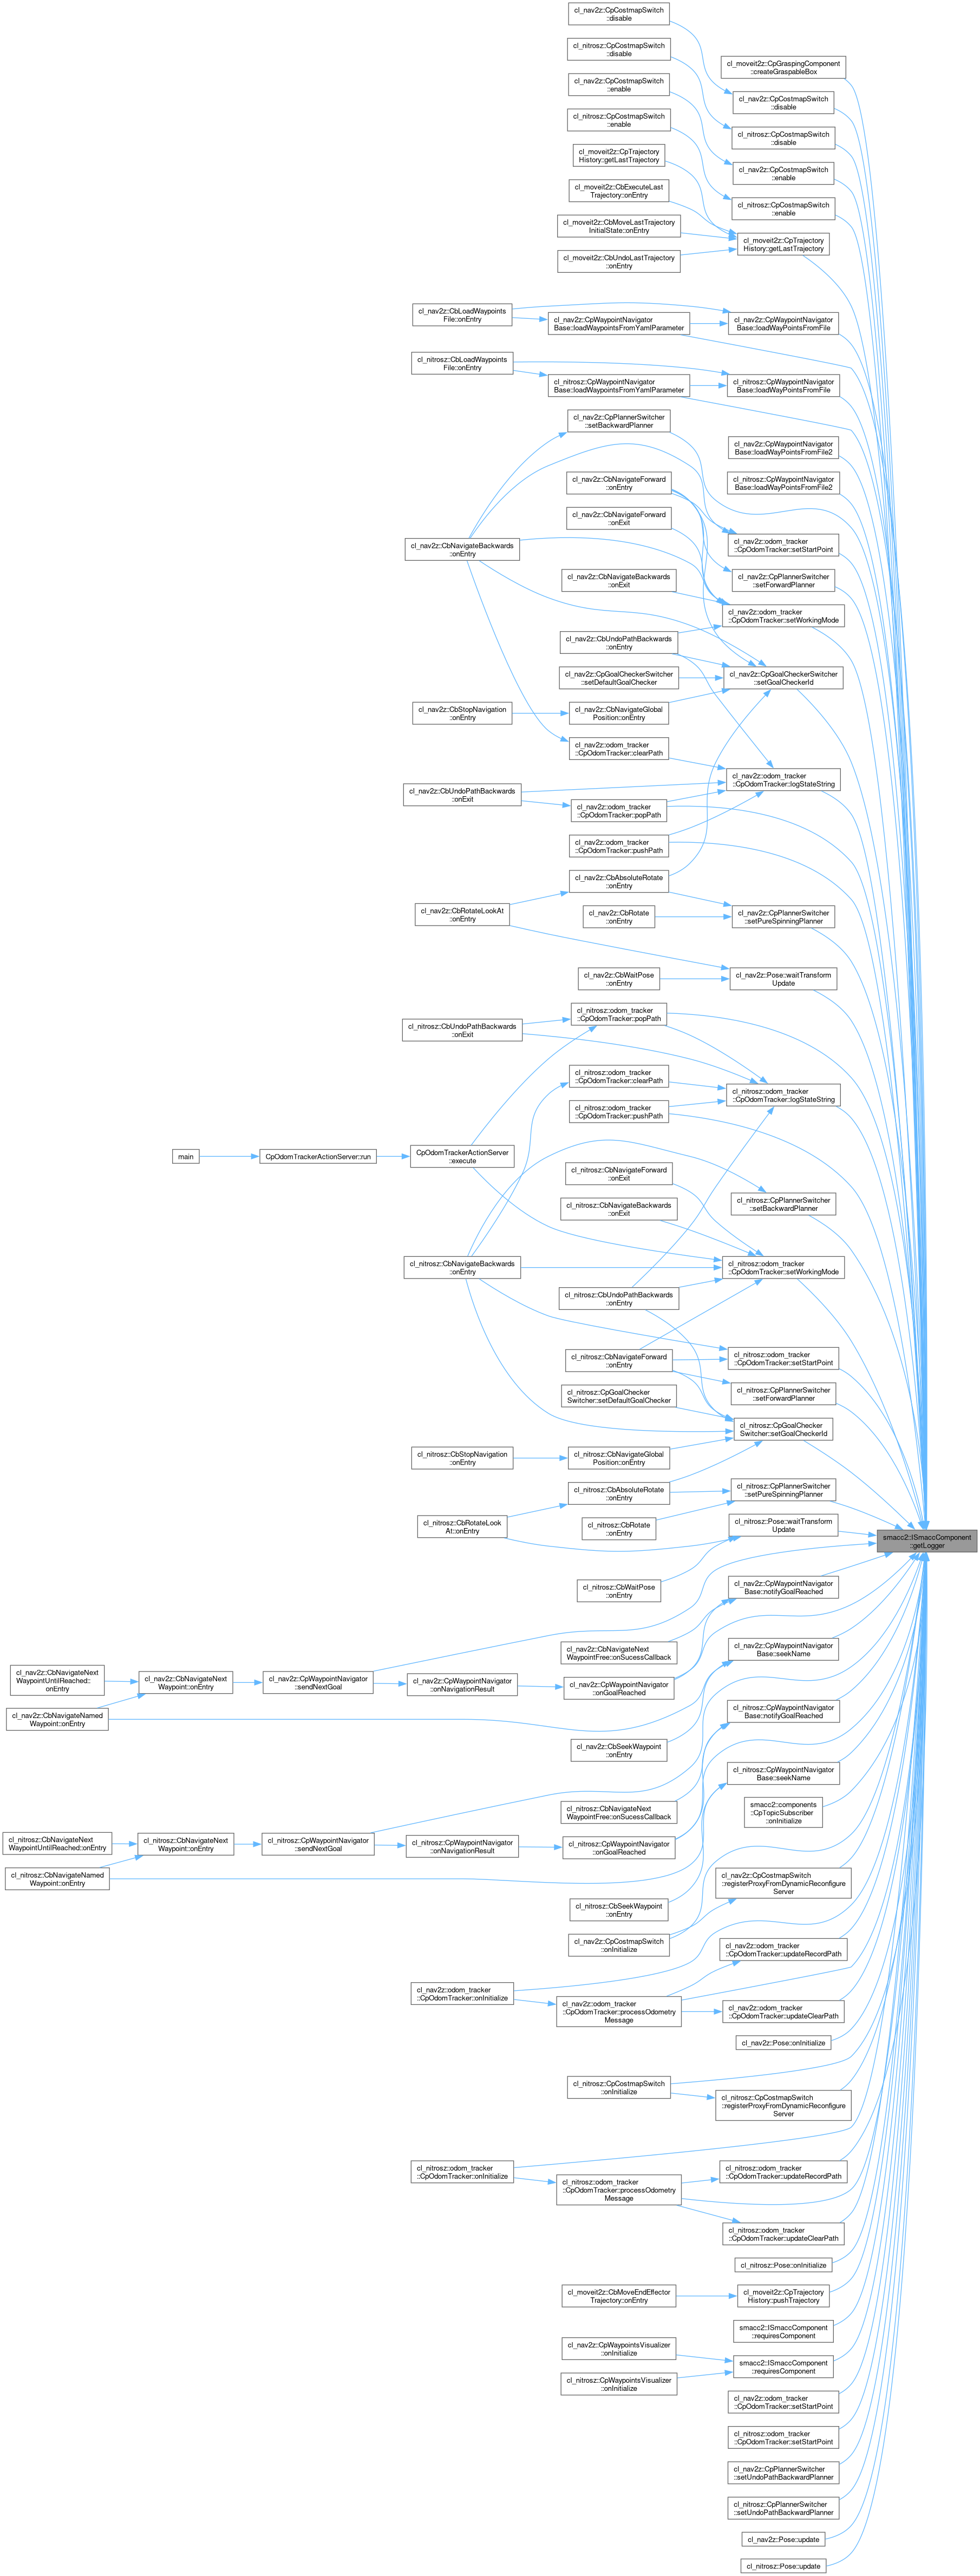 cl_nav2z::CpCostmapSwitch
::disable
cl_nitrosz::CpCostmapSwitch
::disable
cl_moveit2z::CpGraspingComponent
::createGraspableBox
cl_nav2z::CpCostmapSwitch
::enable
cl_nav2z::CpCostmapSwitch
::disable
cl_nitrosz::CpCostmapSwitch
::enable
cl_nitrosz::CpCostmapSwitch
::disable
cl_moveit2z::CpTrajectory
History::getLastTrajectory
cl_nav2z::CpCostmapSwitch
::enable
cl_moveit2z::CbExecuteLast
Trajectory::onEntry
cl_nitrosz::CpCostmapSwitch
::enable
cl_moveit2z::CbMoveLastTrajectory
InitialState::onEntry
cl_moveit2z::CpTrajectory
History::getLastTrajectory
cl_moveit2z::CbUndoLastTrajectory
::onEntry
cl_nav2z::CbLoadWaypoints
File::onEntry
cl_nav2z::CpWaypointNavigator
Base::loadWaypointsFromYamlParameter
cl_nav2z::CpWaypointNavigator
Base::loadWayPointsFromFile
cl_nitrosz::CbLoadWaypoints
File::onEntry
cl_nitrosz::CpWaypointNavigator
Base::loadWaypointsFromYamlParameter
cl_nitrosz::CpWaypointNavigator
Base::loadWayPointsFromFile
cl_nav2z::CpPlannerSwitcher
::setBackwardPlanner
cl_nav2z::CpWaypointNavigator
Base::loadWayPointsFromFile2
cl_nav2z::CbNavigateForward
::onEntry
cl_nitrosz::CpWaypointNavigator
Base::loadWayPointsFromFile2
cl_nav2z::CbNavigateForward
::onExit
cl_nav2z::CbNavigateBackwards
::onEntry
cl_nav2z::odom_tracker
::CpOdomTracker::setStartPoint
cl_nav2z::CbNavigateBackwards
::onExit
cl_nav2z::CpPlannerSwitcher
::setForwardPlanner
cl_nav2z::odom_tracker
::CpOdomTracker::setWorkingMode
cl_nav2z::CbUndoPathBackwards
::onEntry
cl_nav2z::CpGoalCheckerSwitcher
::setDefaultGoalChecker
cl_nav2z::CpGoalCheckerSwitcher
::setGoalCheckerId
cl_nav2z::CbStopNavigation
::onEntry
cl_nav2z::CbNavigateGlobal
Position::onEntry
cl_nav2z::odom_tracker
::CpOdomTracker::clearPath
cl_nav2z::odom_tracker
::CpOdomTracker::logStateString
cl_nav2z::CbUndoPathBackwards
::onExit
cl_nav2z::odom_tracker
::CpOdomTracker::popPath
cl_nav2z::odom_tracker
::CpOdomTracker::pushPath
cl_nav2z::CbAbsoluteRotate
::onEntry
cl_nav2z::CbRotateLookAt
::onEntry
cl_nav2z::CbRotate
::onEntry
cl_nav2z::CpPlannerSwitcher
::setPureSpinningPlanner
cl_nav2z::CbWaitPose
::onEntry
cl_nav2z::Pose::waitTransform
Update
cl_nitrosz::CbUndoPathBackwards
::onExit
cl_nitrosz::odom_tracker
::CpOdomTracker::popPath
cl_nitrosz::odom_tracker
::CpOdomTracker::clearPath
cl_nitrosz::odom_tracker
::CpOdomTracker::logStateString
cl_nitrosz::odom_tracker
::CpOdomTracker::pushPath
main
CpOdomTrackerActionServer::run
CpOdomTrackerActionServer
::execute
cl_nitrosz::CbNavigateForward
::onExit
cl_nitrosz::CbNavigateBackwards
::onExit
cl_nitrosz::CpPlannerSwitcher
::setBackwardPlanner
cl_nitrosz::CbNavigateBackwards
::onEntry
cl_nitrosz::odom_tracker
::CpOdomTracker::setWorkingMode
cl_nitrosz::CbUndoPathBackwards
::onEntry
cl_nitrosz::CbNavigateForward
::onEntry
cl_nitrosz::odom_tracker
::CpOdomTracker::setStartPoint
cl_nitrosz::CpGoalChecker
Switcher::setDefaultGoalChecker
cl_nitrosz::CpPlannerSwitcher
::setForwardPlanner
cl_nitrosz::CpGoalChecker
Switcher::setGoalCheckerId
cl_nitrosz::CbStopNavigation
::onEntry
cl_nitrosz::CbNavigateGlobal
Position::onEntry
cl_nitrosz::CbAbsoluteRotate
::onEntry
cl_nitrosz::CpPlannerSwitcher
::setPureSpinningPlanner
cl_nitrosz::CbRotateLook
At::onEntry
cl_nitrosz::CbRotate
::onEntry
cl_nitrosz::Pose::waitTransform
Update
smacc2::ISmaccComponent
::getLogger
cl_nitrosz::CbWaitPose
::onEntry
cl_nav2z::CpWaypointNavigator
Base::notifyGoalReached
cl_nav2z::CbNavigateNext
WaypointFree::onSucessCallback
cl_nav2z::CpWaypointNavigator
Base::seekName
cl_nav2z::CbNavigateNext
WaypointUntilReached::
onEntry
cl_nav2z::CbNavigateNext
Waypoint::onEntry
cl_nav2z::CpWaypointNavigator
::sendNextGoal
cl_nav2z::CpWaypointNavigator
::onNavigationResult
cl_nav2z::CpWaypointNavigator
::onGoalReached
cl_nav2z::CbNavigateNamed
Waypoint::onEntry
cl_nitrosz::CpWaypointNavigator
Base::notifyGoalReached
cl_nav2z::CbSeekWaypoint
::onEntry
cl_nitrosz::CpWaypointNavigator
Base::seekName
cl_nitrosz::CbNavigateNext
WaypointFree::onSucessCallback
smacc2::components
::CpTopicSubscriber
::onInitialize
cl_nitrosz::CbNavigateNext
WaypointUntilReached::onEntry
cl_nitrosz::CbNavigateNext
Waypoint::onEntry
cl_nitrosz::CpWaypointNavigator
::sendNextGoal
cl_nitrosz::CpWaypointNavigator
::onNavigationResult
cl_nitrosz::CpWaypointNavigator
::onGoalReached
cl_nitrosz::CbNavigateNamed
Waypoint::onEntry
cl_nav2z::CpCostmapSwitch
::registerProxyFromDynamicReconfigure
Server
cl_nitrosz::CbSeekWaypoint
::onEntry
cl_nav2z::CpCostmapSwitch
::onInitialize
cl_nav2z::odom_tracker
::CpOdomTracker::updateRecordPath
cl_nav2z::odom_tracker
::CpOdomTracker::onInitialize
cl_nav2z::odom_tracker
::CpOdomTracker::processOdometry
Message
cl_nav2z::odom_tracker
::CpOdomTracker::updateClearPath
cl_nav2z::Pose::onInitialize
cl_nitrosz::CpCostmapSwitch
::onInitialize
cl_nitrosz::CpCostmapSwitch
::registerProxyFromDynamicReconfigure
Server
cl_nitrosz::odom_tracker
::CpOdomTracker::onInitialize
cl_nitrosz::odom_tracker
::CpOdomTracker::processOdometry
Message
cl_nitrosz::odom_tracker
::CpOdomTracker::updateRecordPath
cl_nitrosz::odom_tracker
::CpOdomTracker::updateClearPath
cl_nitrosz::Pose::onInitialize
cl_moveit2z::CbMoveEndEffector
Trajectory::onEntry
cl_moveit2z::CpTrajectory
History::pushTrajectory
smacc2::ISmaccComponent
::requiresComponent
cl_nav2z::CpWaypointsVisualizer
::onInitialize
smacc2::ISmaccComponent
::requiresComponent
cl_nitrosz::CpWaypointsVisualizer
::onInitialize
cl_nav2z::odom_tracker
::CpOdomTracker::setStartPoint
cl_nitrosz::odom_tracker
::CpOdomTracker::setStartPoint
cl_nav2z::CpPlannerSwitcher
::setUndoPathBackwardPlanner
cl_nitrosz::CpPlannerSwitcher
::setUndoPathBackwardPlanner
cl_nav2z::Pose::update
cl_nitrosz::Pose::update